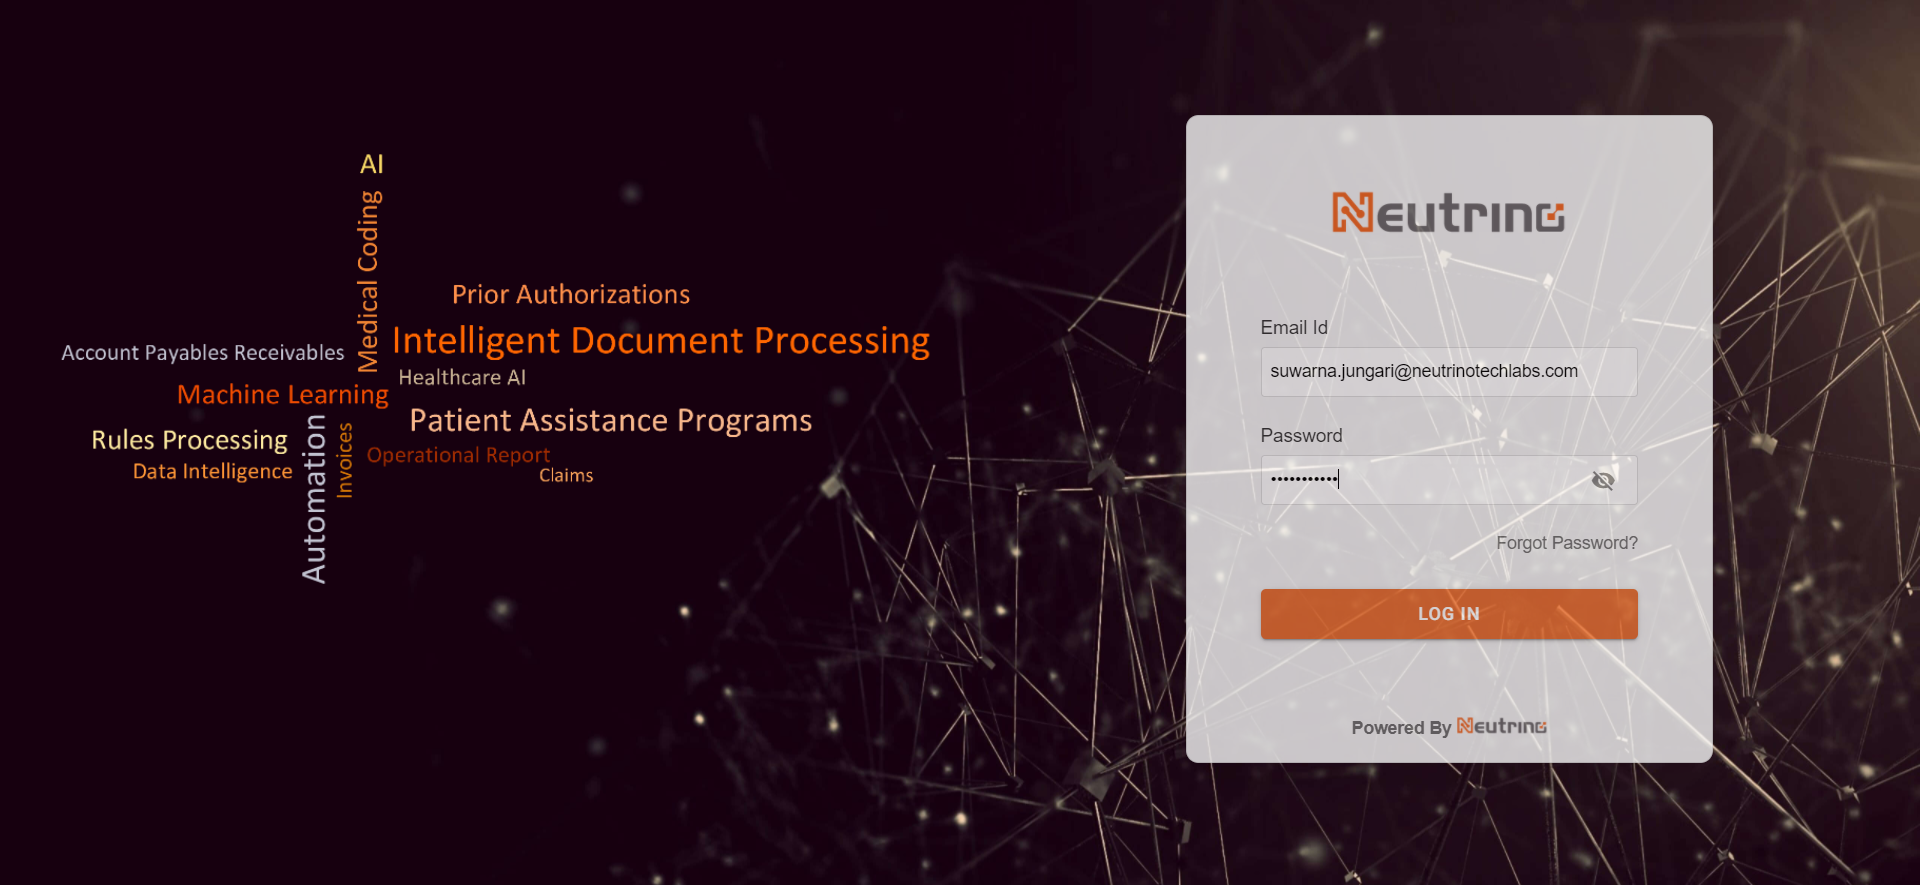 AI
Medical Coding
Prior Authorizations
Intelligent Document Processing
Account Payables Receivables
Healthcare AI
Machine Learning
Patient Assistance Programs
Rules Processing
Automation
Invoices
Operational Report
Data Intelligence
Claims
Neutrino
Email Id
suwarna.jungari@neutrinotechlabs.com
Password
•••••••••••
Forgot Password?
LOG IN
Powered By Neutrino